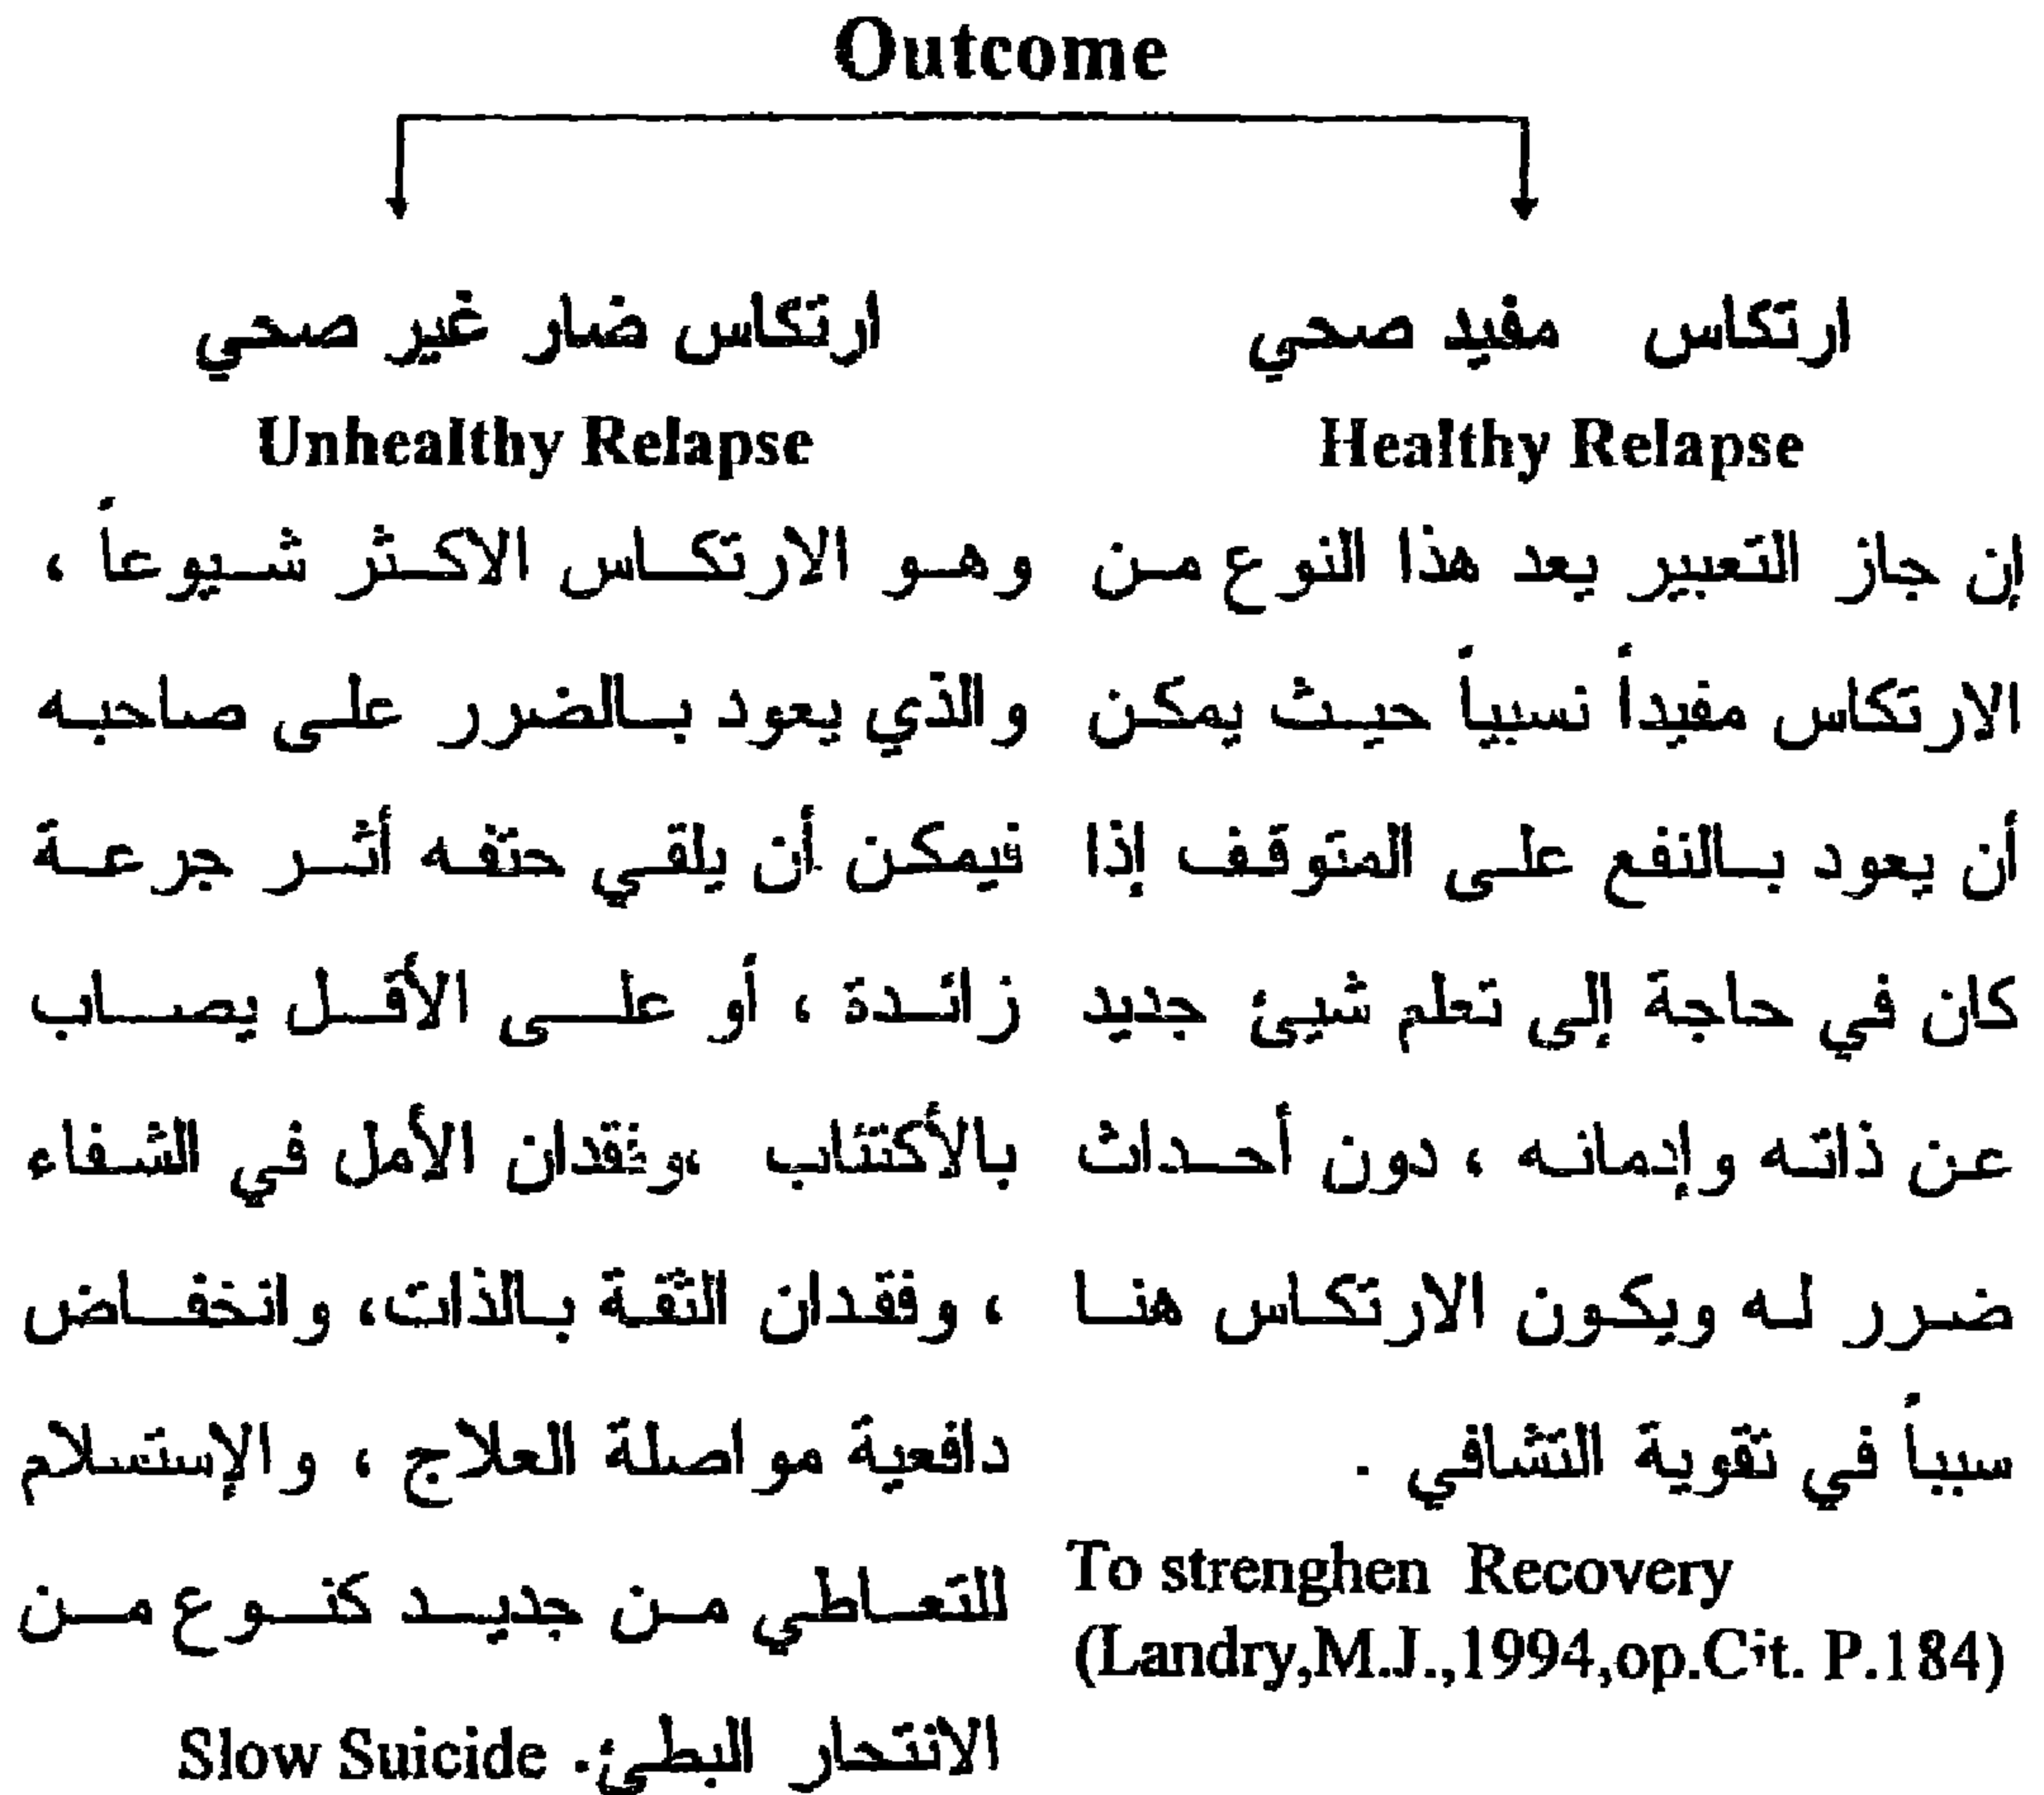 Outcome
ارتكاس مفيد صحي
Healthy Relapse
إن جاز التعبير يعد هذا النوع من
الارتكاس مفيداً نسبياً حيث يمكن
أن يعود بالنفع على المتوقف إذا
كان في حاجة إلى تعلم شيئ جديد
عن ذاته وإدمانه ، دون أحداث
ضرر له ويكون الارتكاس هنا
سبباً في تقوية التشافي .
To strenghen Recovery
(Landry,M.J.,1994,op.Cit. P.184)
ارتكاس ضار غير صحي
Unhealthy Relapse
وهو الارتكاس الاكثر شيوعاً ،
والذي يعود بالضرر على صاحبه
فيمكن أن يلقي حتفه أثر جرعة
زائدة ، أو على الأقل يصاب
بالأكتئاب ،وفقدان الأمل في الشفاء
، وفقدان الثقة بالذات، وانخفاض
دافعية مواصلة العلاج ، والإستسلام
للتعاطي من جديد كنوع من
الانتحار البطئ. Slow Suicide